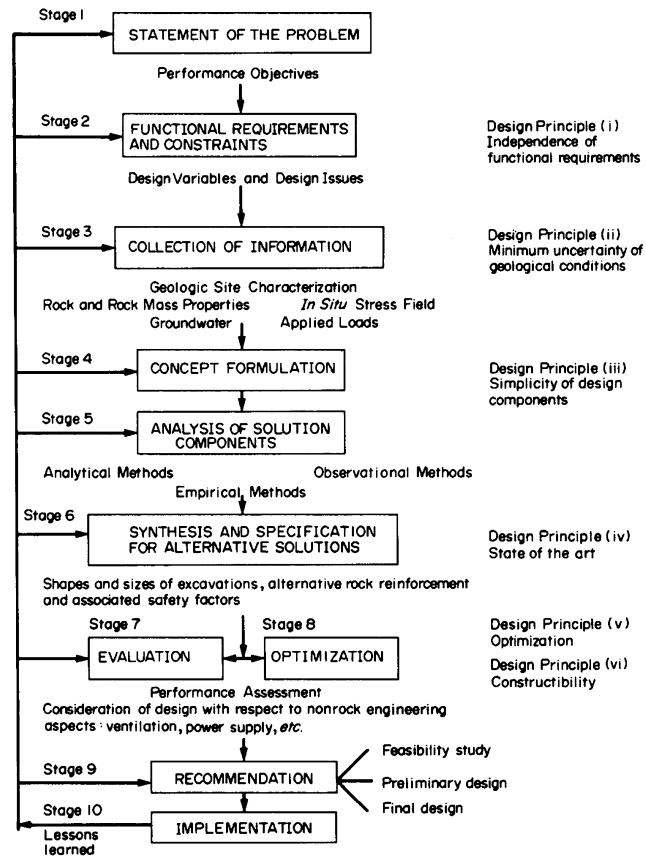 Stage 1
STATEMENT OF THE PROBLEM
Performance Objectives
Stage 2
FUNCTIONAL REQUIREMENTS
AND CONSTRAINTS
Design Principle (i)
Independence of
functional requirements
Design Variables and Design Issues
Stage 3
COLLECTION OF INFORMATION
Design Principle (ii)
Minimum uncertainty of
geological conditions
Geologic Site Characterization
Rock and Rock Mass Properties In Situ Stress Field
Groundwater Applied Loads
Stage 4
CONCEPT FORMULATION
Design Principle (iii)
Simplicity of design
components
Stage 5
ANALYSIS OF SOLUTION
COMPONENTS
Analytical Methods Observational Methods
Empirical Methods
Stage 6
SYNTHESIS AND SPECIFICATION
FOR ALTERNATIVE SOLUTIONS
Design Principle (iv)
State of the art
Shapes and sizes of excavations, alternative rock reinforcement
and associated safety factors
Stage 7 Stage 8
EVALUATION OPTIMIZATION
Design Principle (v)
Optimization
Design Principle (vi)
Constructibility
Performance Assessment
Consideration of design with respect to nonrock engineering
aspects: ventilation, power supply, etc.
Stage 9
RECOMMENDATION
Feasibility study
Preliminary design
Final design
Stage 10
IMPLEMENTATION
Lessons
learned